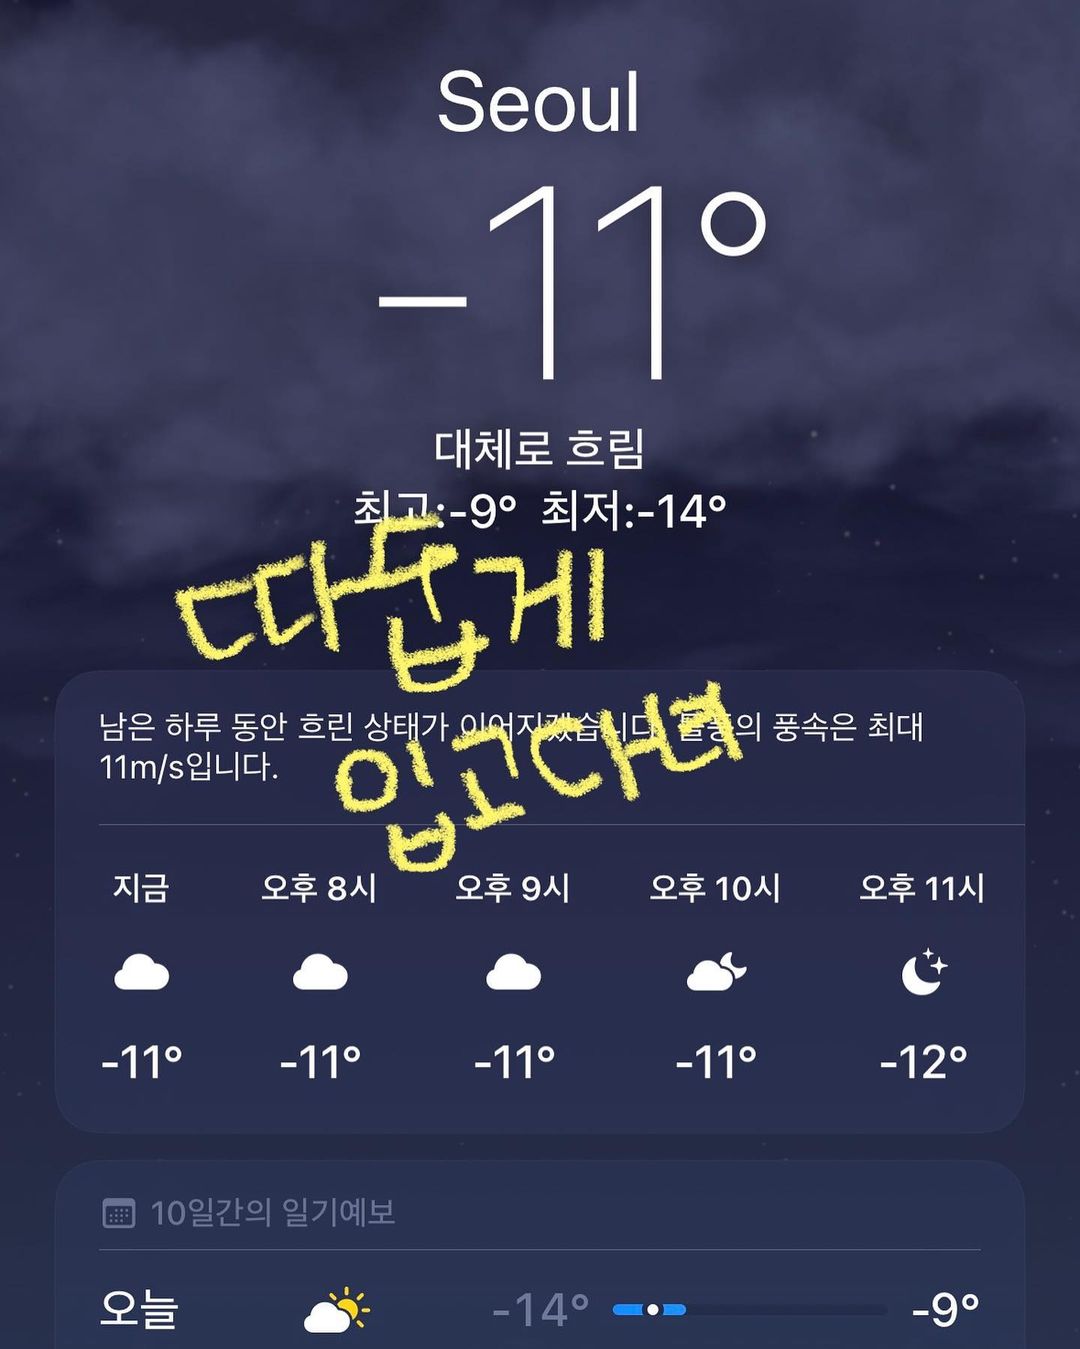 Seoul
-11°
대체로 흐림
최고:-9° 최저:-14°
따돕게
남은 하루 동안 흐린 상태가 이어지겠습니다. 돌풍의 풍속은 최대
11m/s입니다.
입고다녀
지금 오후 8시 오후 9시 오후 10시 오후 11시
-11° -11° -11° -11° -12°
10일간의 일기예보
오늘 -14° -9°